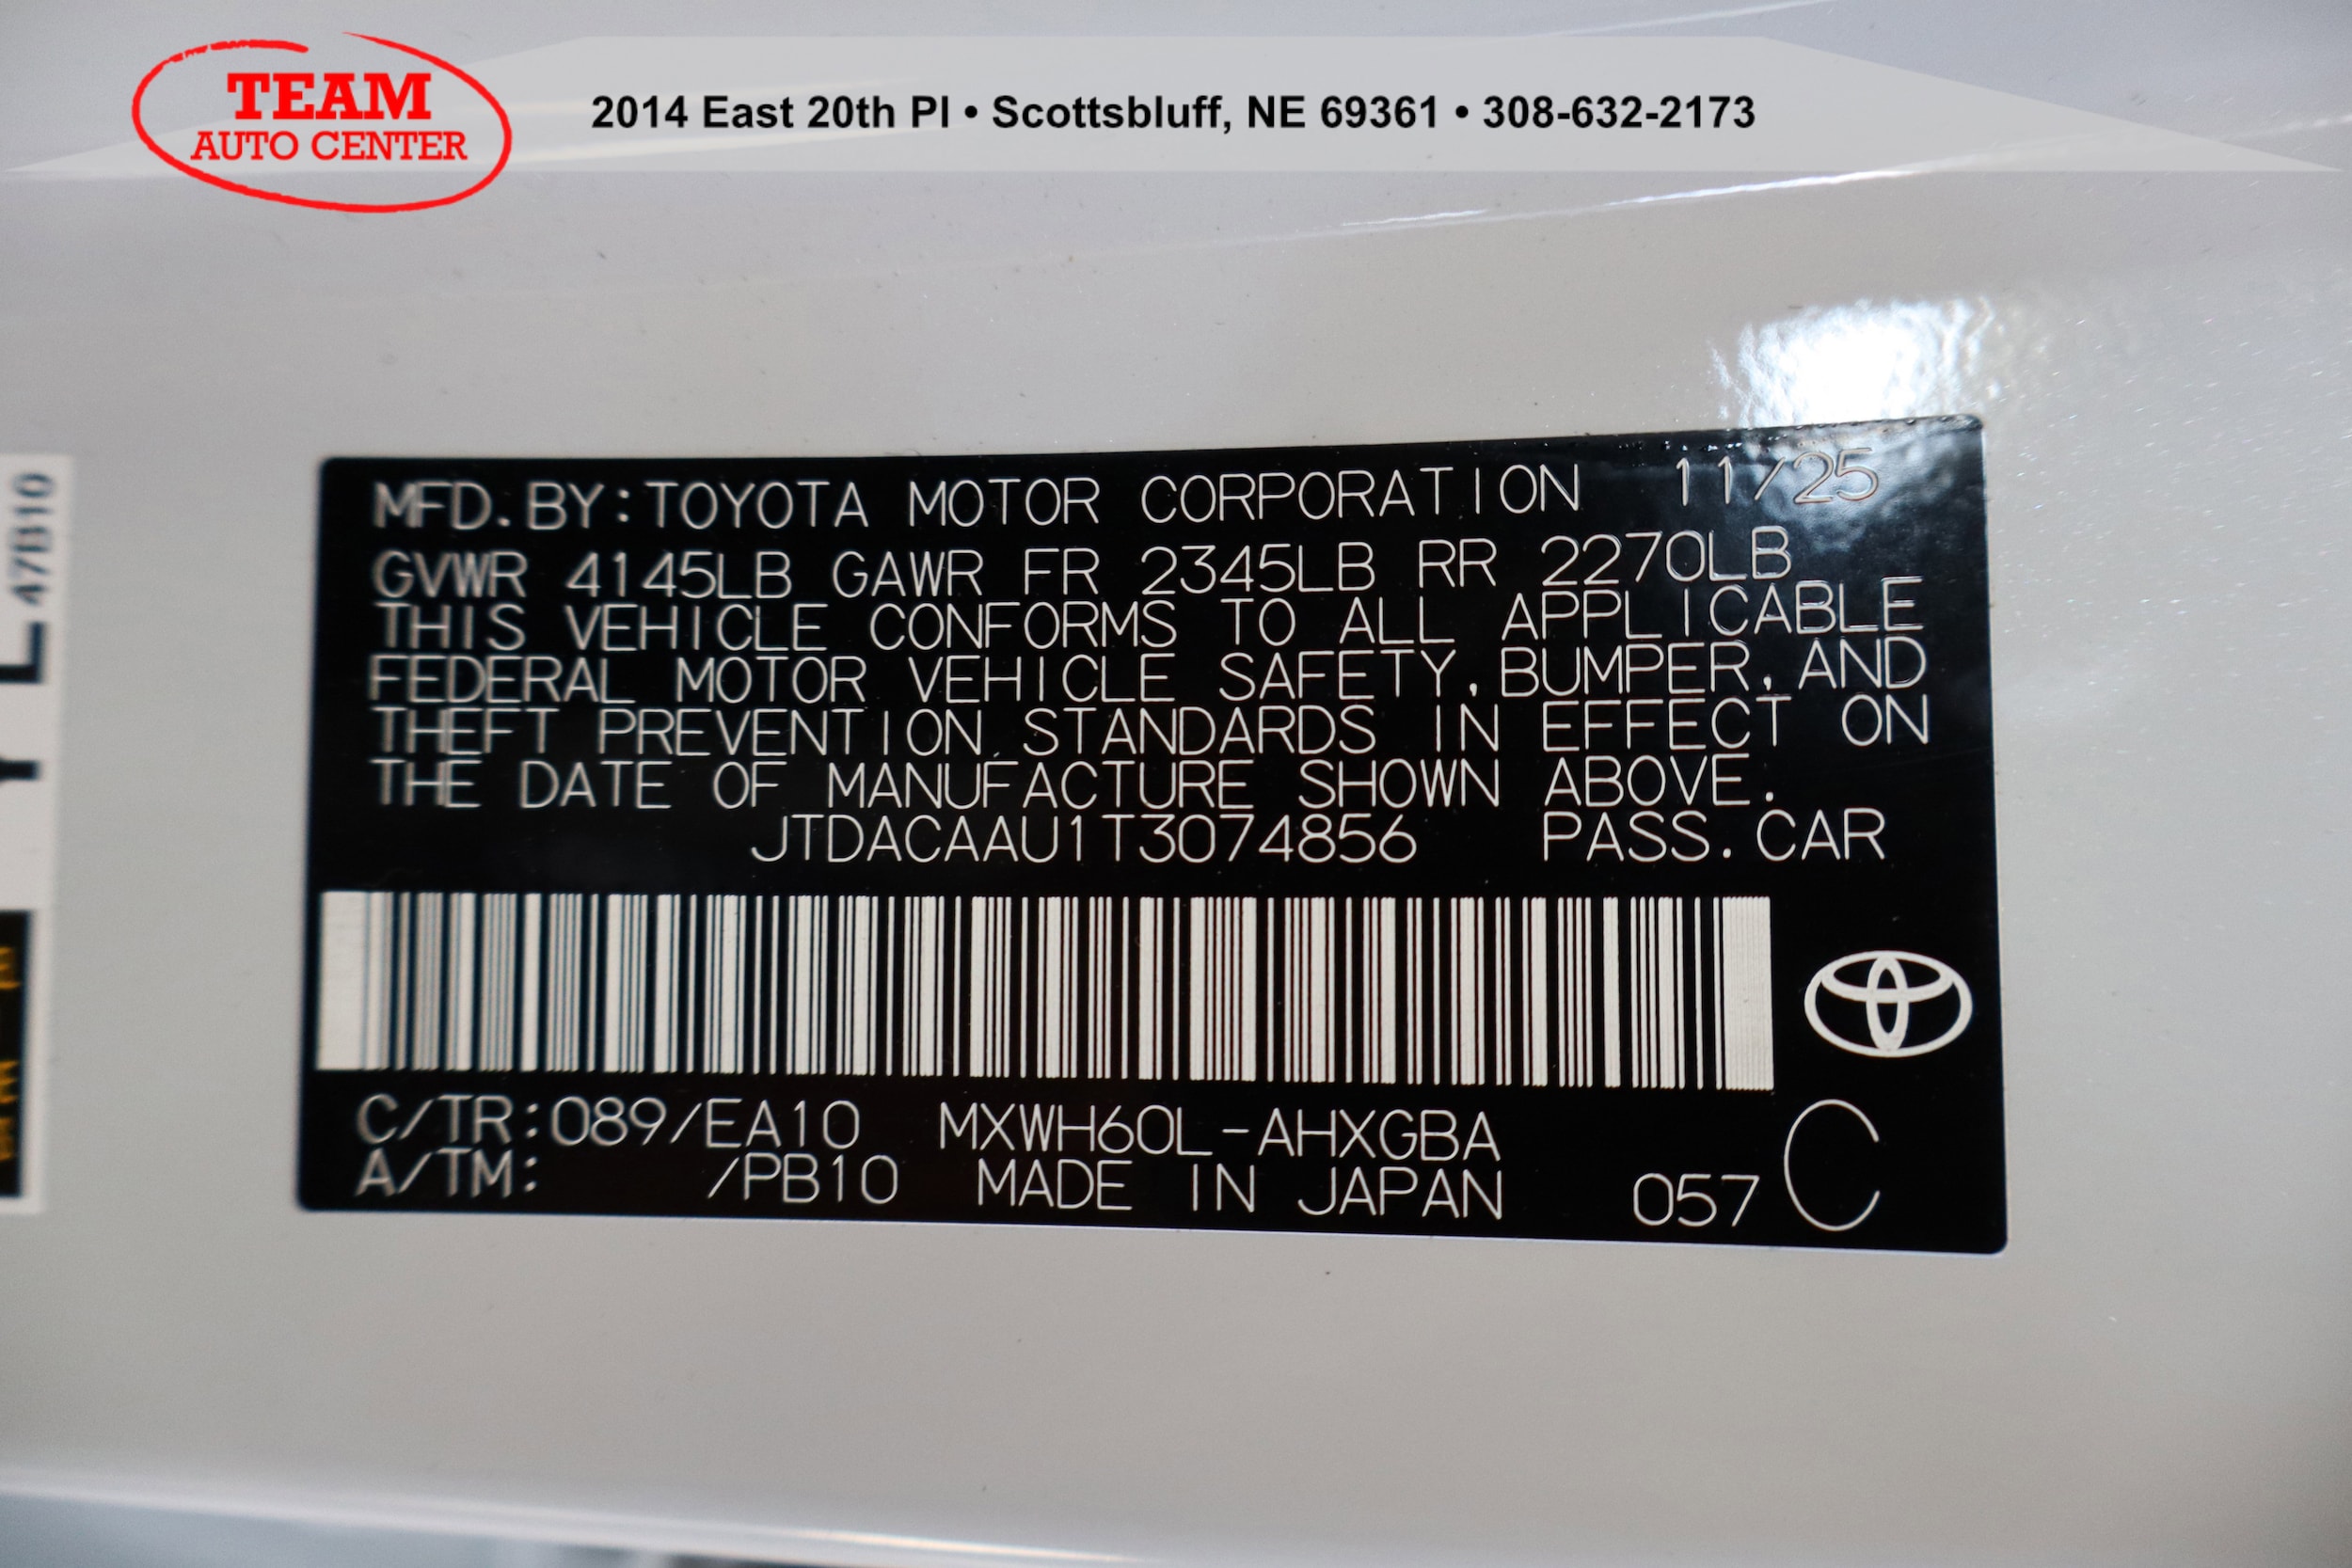 TEAM
AUTO CENTER
2014 East 20th Pl • Scottsbluff, NE 69361 • 308-632-2173
47B10
Y L
MFD.BY:TOYOTA MOTOR CORPORATION 11/25
GVWR 4145LB GAWR FR 2345LB RR 2270LB
THIS VEHICLE CONFORMS TO ALL APPLICABLE
FEDERAL MOTOR VEHICLE SAFETY,BUMPER,AND
THEFT PREVENTION STANDARDS IN EFFECT ON
THE DATE OF MANUFACTURE SHOWN ABOVE.
JTDACAAU1T3074856 PASS.CAR
C/TR:089/EA10 MXWH60L-AHXGBA
A/TM: /PB10 MADE IN JAPAN 057 C